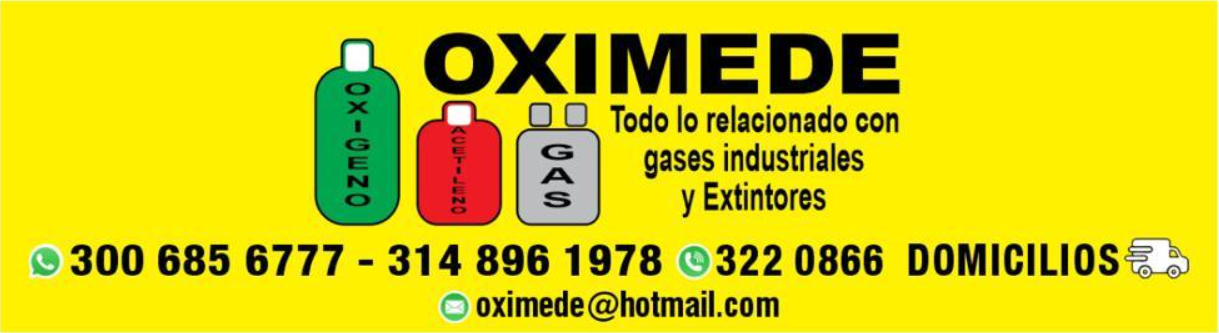 OXIMEDE
OXIGENO
ACETILENO
GAS
Todo lo relacionado con
gases industriales
y Extintores
300 685 6777 - 314 896 1978 322 0866 DOMICILIOS
oximede@hotmail.com